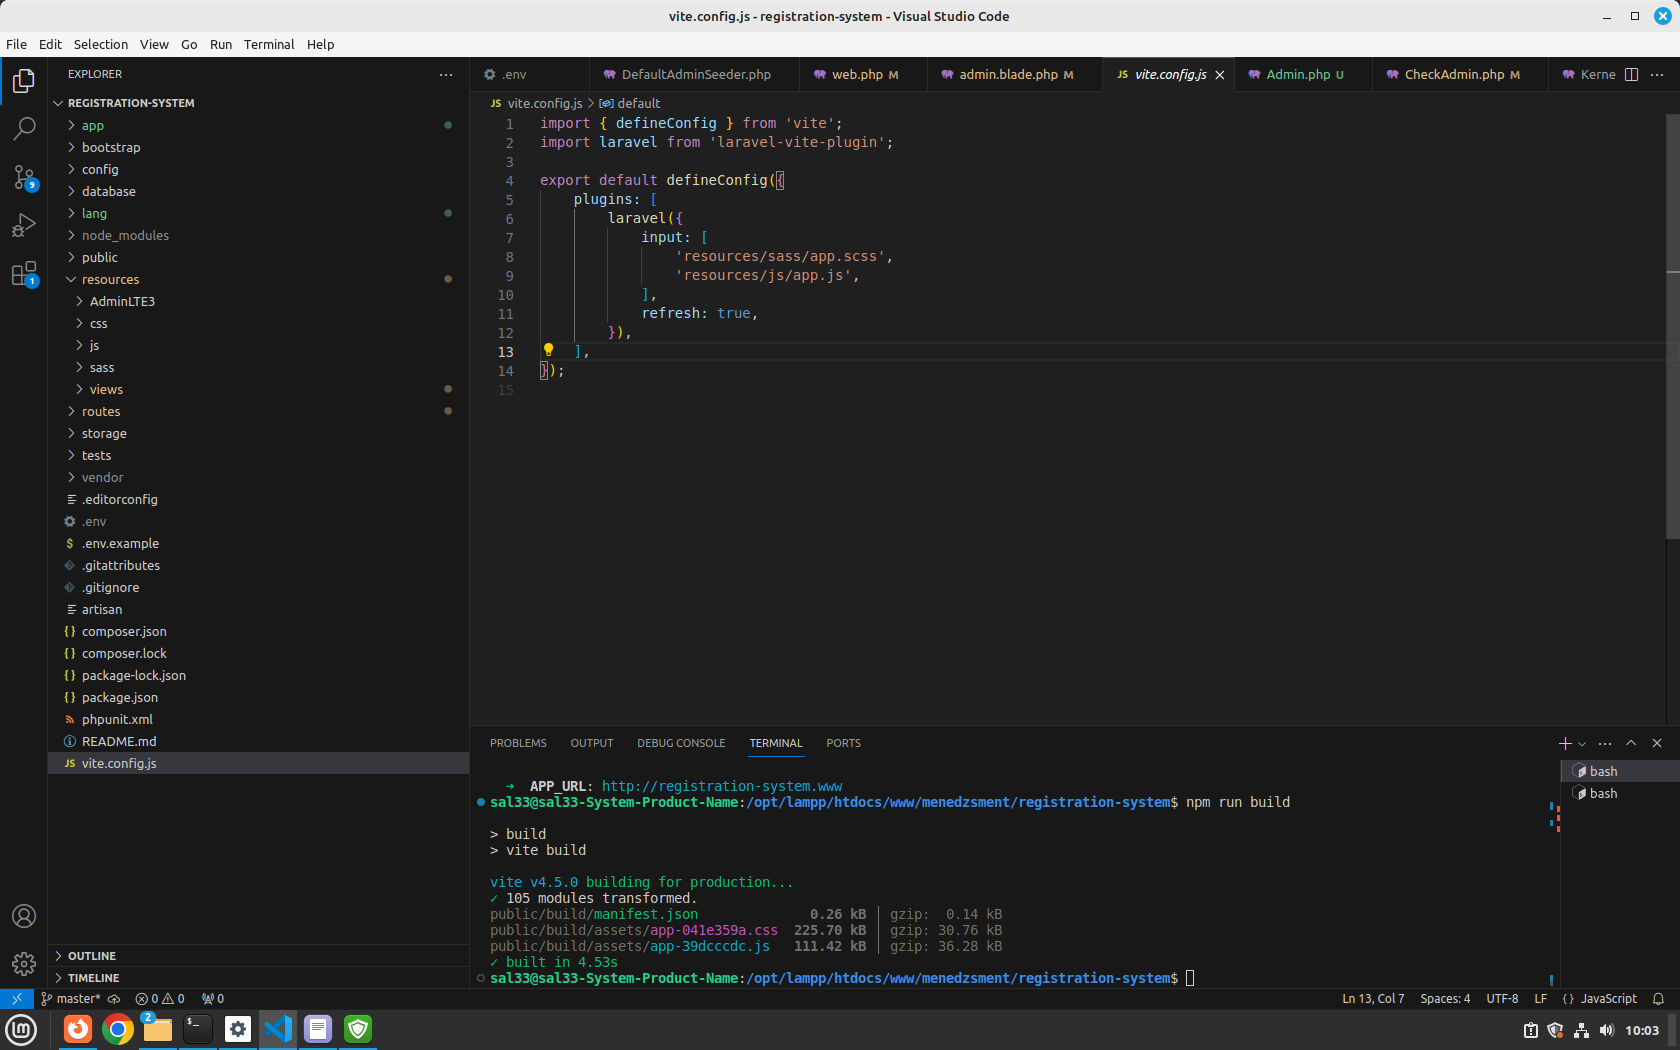 vite.config.js - registration-system - Visual Studio Code
File Edit Selection View Go Run Terminal Help
EXPLORER
REGISTRATION-SYSTEM
app
bootstrap
config
database
lang
node_modules
public
resources
AdminLTE3
css
js
sass
views
routes
storage
tests
vendor
.editorconfig
.env
$ .env.example
.gitattributes
.gitignore
artisan
{} composer.json
{} composer.lock
{} package-lock.json
{} package.json
phpunit.xml
README.md
JS vite.config.js
OUTLINE
TIMELINE
9
1
.env
DefaultAdminSeeder.php
web.php M
admin.blade.php M
JS vite.config.js
Admin.php U
CheckAdmin.php M
Kerne
JS vite.config.js > default
1 import { defineConfig } from 'vite';
2 import laravel from 'laravel-vite-plugin';
3
4 export default defineConfig({
5 plugins: [
6 laravel({
7 input: [
8 'resources/sass/app.scss',
9 'resources/js/app.js',
10 ],
11 refresh: true,
12 }),
13 ],
14 });
15
PROBLEMS OUTPUT DEBUG CONSOLE TERMINAL PORTS
bash
bash
➜ APP_URL: http://registration-system.www
sal33@sal33-System-Product-Name:/opt/lampp/htdocs/www/menedzsment/registration-system$ npm run build
> build
> vite build
vite v4.5.0 building for production...
✓ 105 modules transformed.
public/build/manifest.json 0.26 kB │ gzip: 0.14 kB
public/build/assets/app-041e359a.css 225.70 kB │ gzip: 30.76 kB
public/build/assets/app-39dcccdc.js 111.42 kB │ gzip: 36.28 kB
✓ built in 4.53s
sal33@sal33-System-Product-Name:/opt/lampp/htdocs/www/menedzsment/registration-system$
master* 0 0 0
Ln 13, Col 7 Spaces: 4 UTF-8 LF {} JavaScript
2
10:03